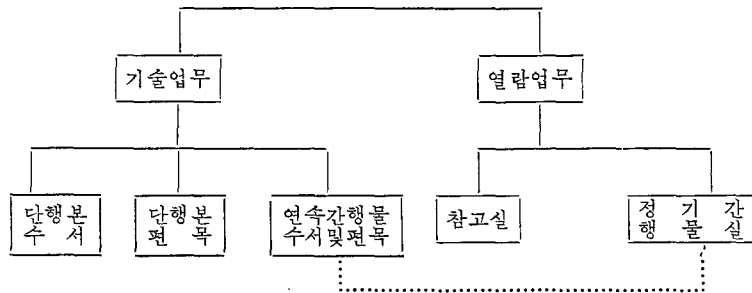 기술업무
열람업무
단행본
수 서
단행본
편 목
연속간행물
수서및편목
참고실
정 기 간
행 물 실